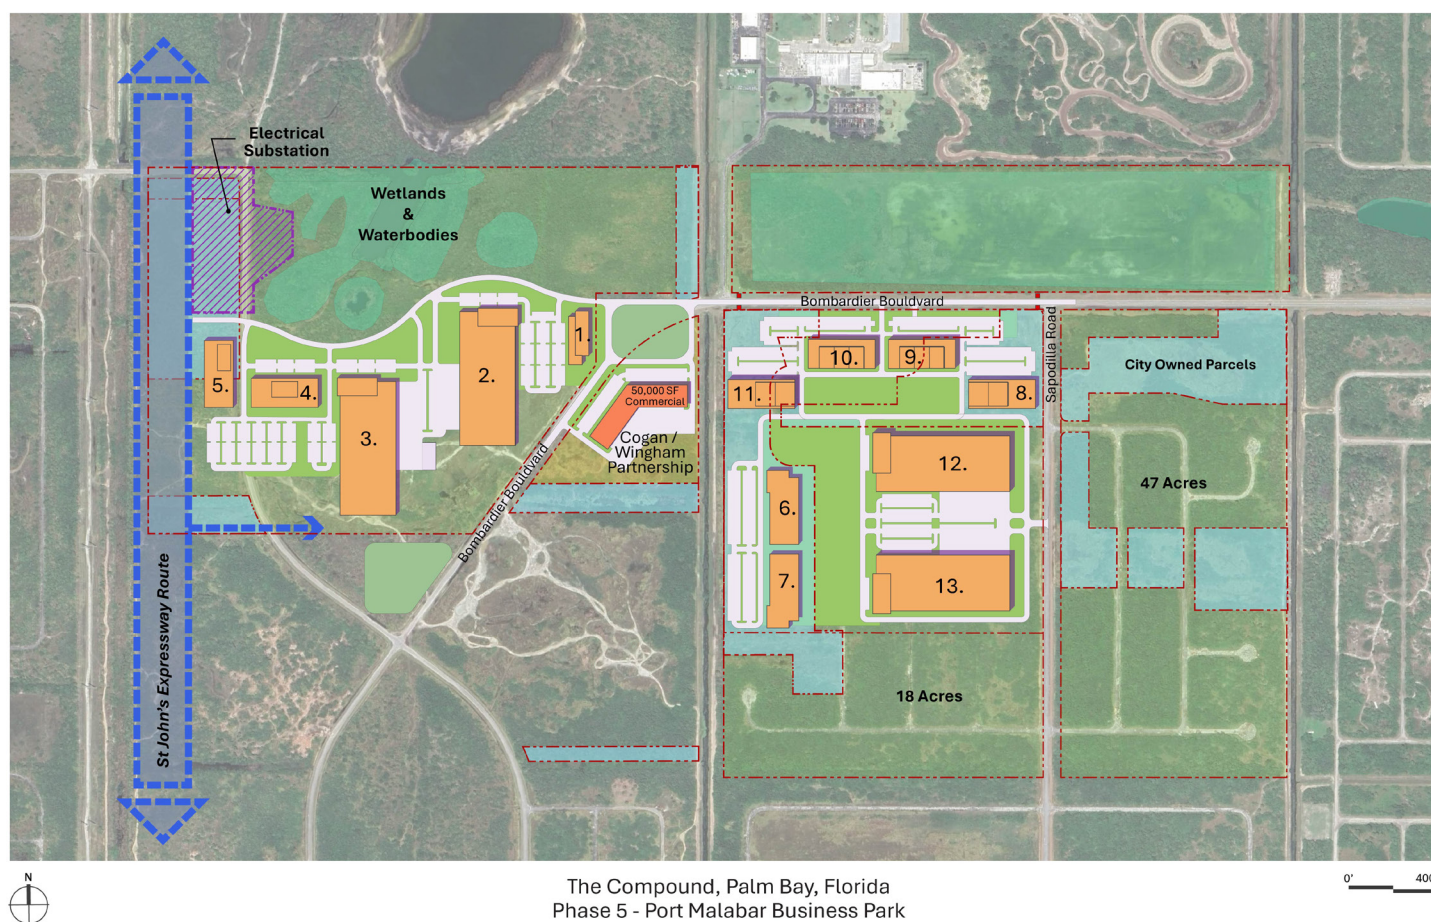 Electrical
Substation
Wetlands
&
Waterbodies
Bombardier Bouldvard
1.
2.
3.
4.
5.
50,000 SF
Commercial
Cogan /
Wingham
Partnership
Bombardier Bouldvard
10.
9.
11.
8.
Sapodilla Road
City Owned Parcels
12.
6.
47 Acres
7.
13.
18 Acres
St John's Expressway Route
N
The Compound, Palm Bay, Florida
Phase 5 - Port Malabar Business Park
0'
400